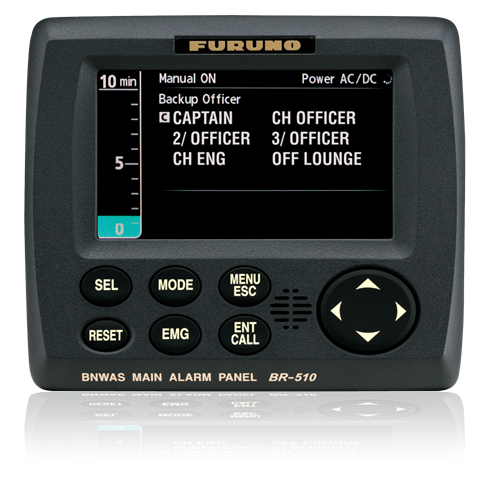 FURUNO
10 min Manual ON Power AC/DC
Backup Officer
C CAPTAIN CH OFFICER
2/ OFFICER 3/ OFFICER
5 CH ENG OFF LOUNGE
0
SEL MODE MENU ESC
RESET EMG ENT CALL
BNWAS MAIN ALARM PANEL BR-510